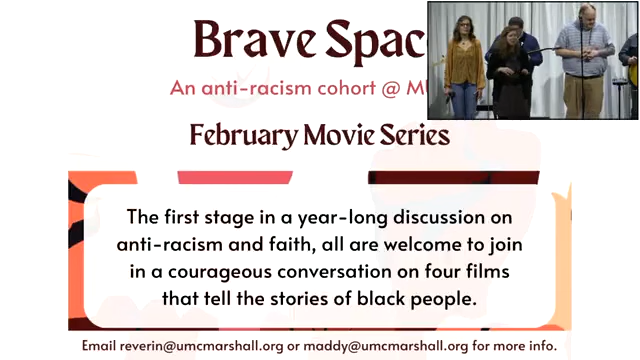 Brave Spac
An anti-racism cohort @ M
February Movie Series
The first stage in a year-long discussion on
anti-racism and faith, all are welcome to join
in a courageous conversation on four films
that tell the stories of black people.
Email reverin@umcmarshall.org or maddy@umcmarshall.org for more info.